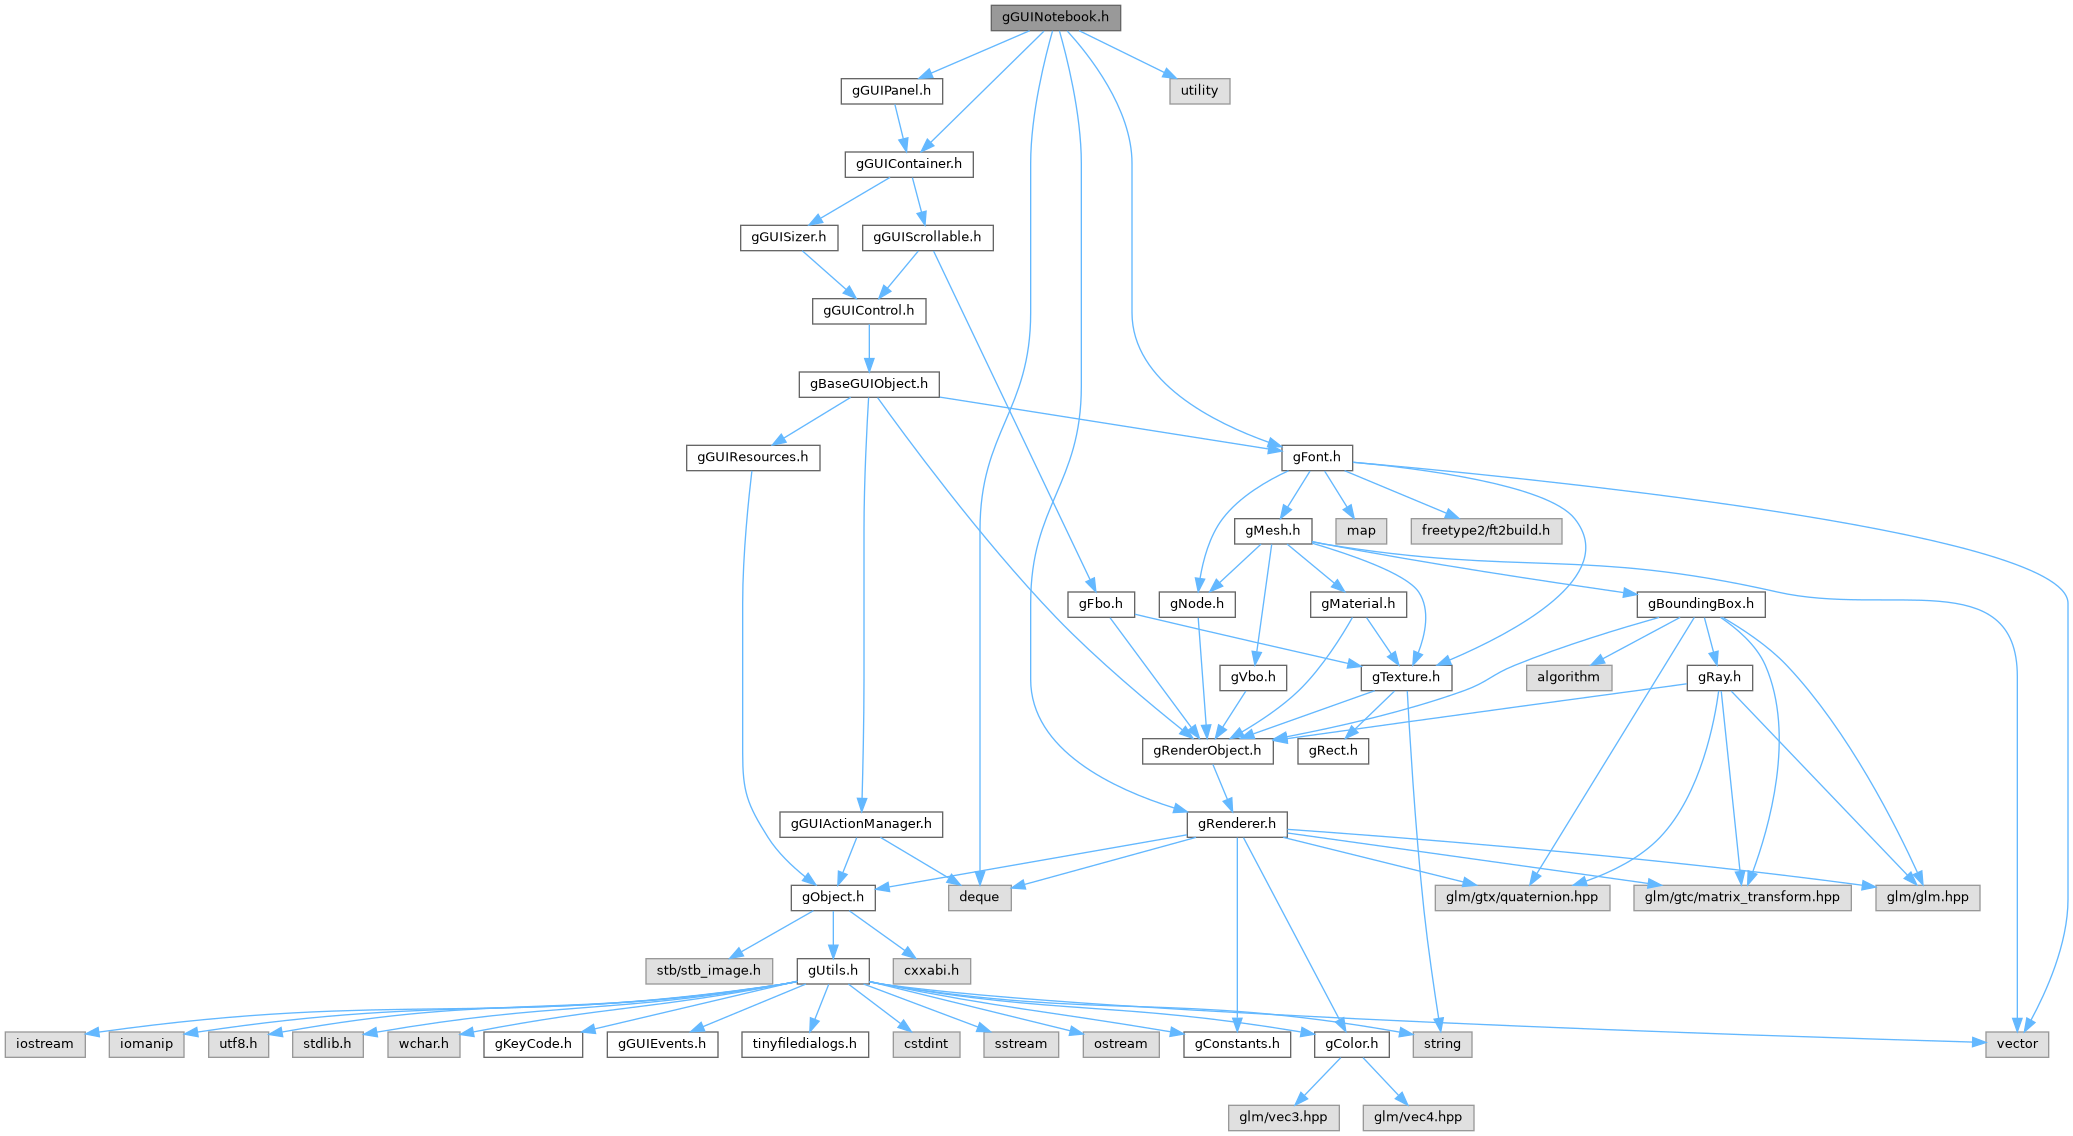 gGUINotebook.h
gGUIPanel.h
utility
gGUIContainer.h
gGUISizer.h
gGUIScrollable.h
gGUIControl.h
gBaseGUIObject.h
gGUIResources.h
gFont.h
gMesh.h
map
freetype2/ft2build.h
gFbo.h
gNode.h
gMaterial.h
gBoundingBox.h
gVbo.h
gTexture.h
algorithm
gRay.h
gRenderObject.h
gRect.h
gGUIActionManager.h
gRenderer.h
gObject.h
deque
glm/gtx/quaternion.hpp
glm/gtc/matrix_transform.hpp
glm/glm.hpp
stb/stb_image.h
gUtils.h
cxxabi.h
iostream
iomanip
utf8.h
stdlib.h
wchar.h
gKeyCode.h
gGUIEvents.h
tinyfiledialogs.h
cstdint
sstream
ostream
gConstants.h
gColor.h
string
vector
glm/vec3.hpp
glm/vec4.hpp